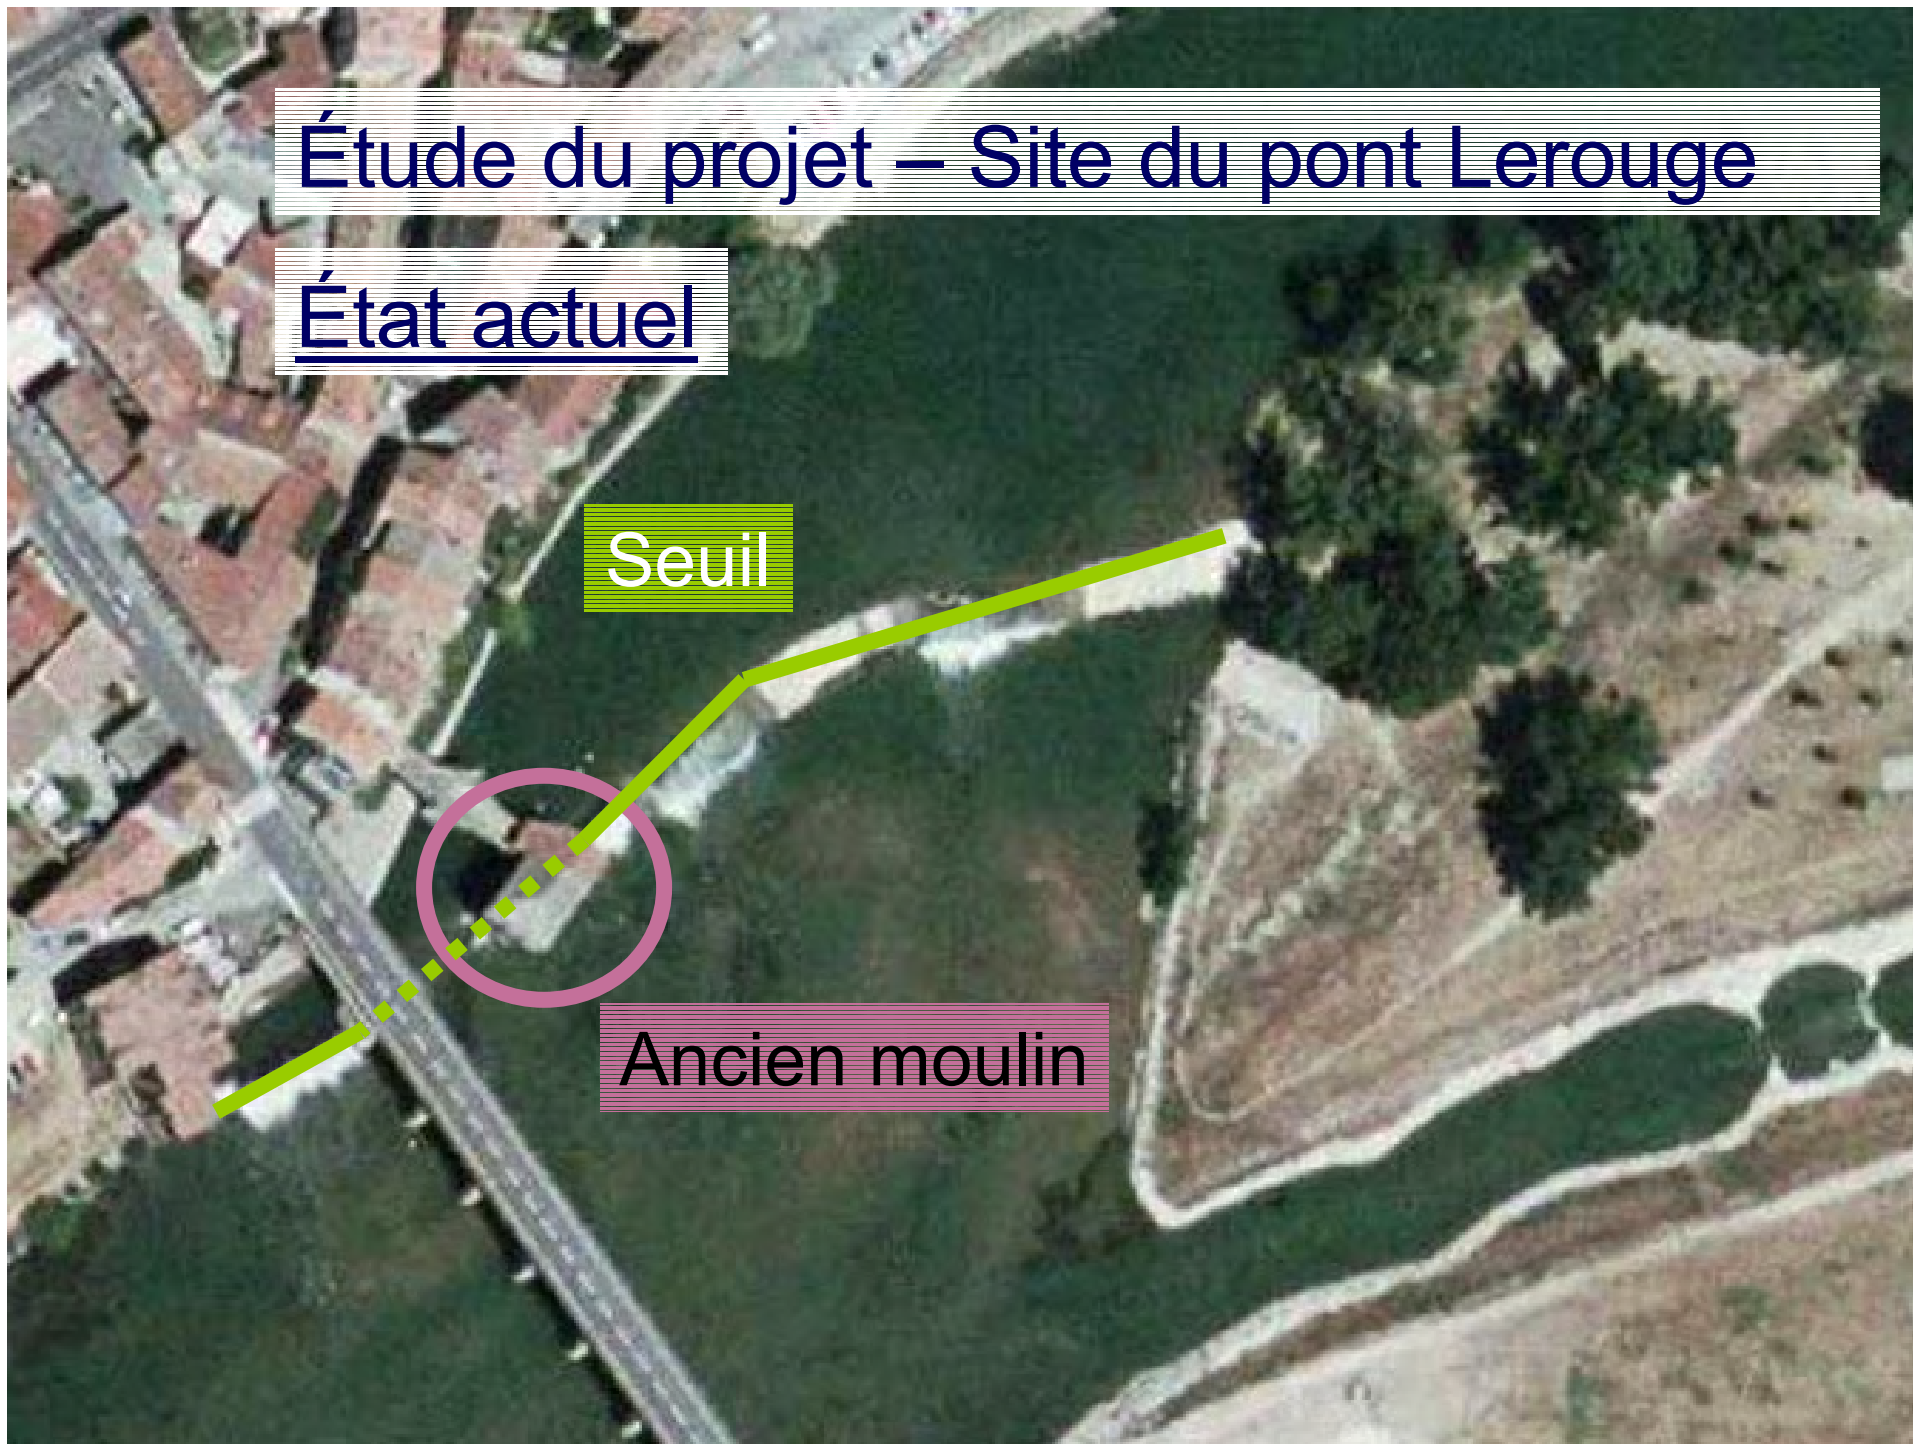 Étude du projet – Site du pont Lerouge
État actuel
Seuil
Ancien moulin